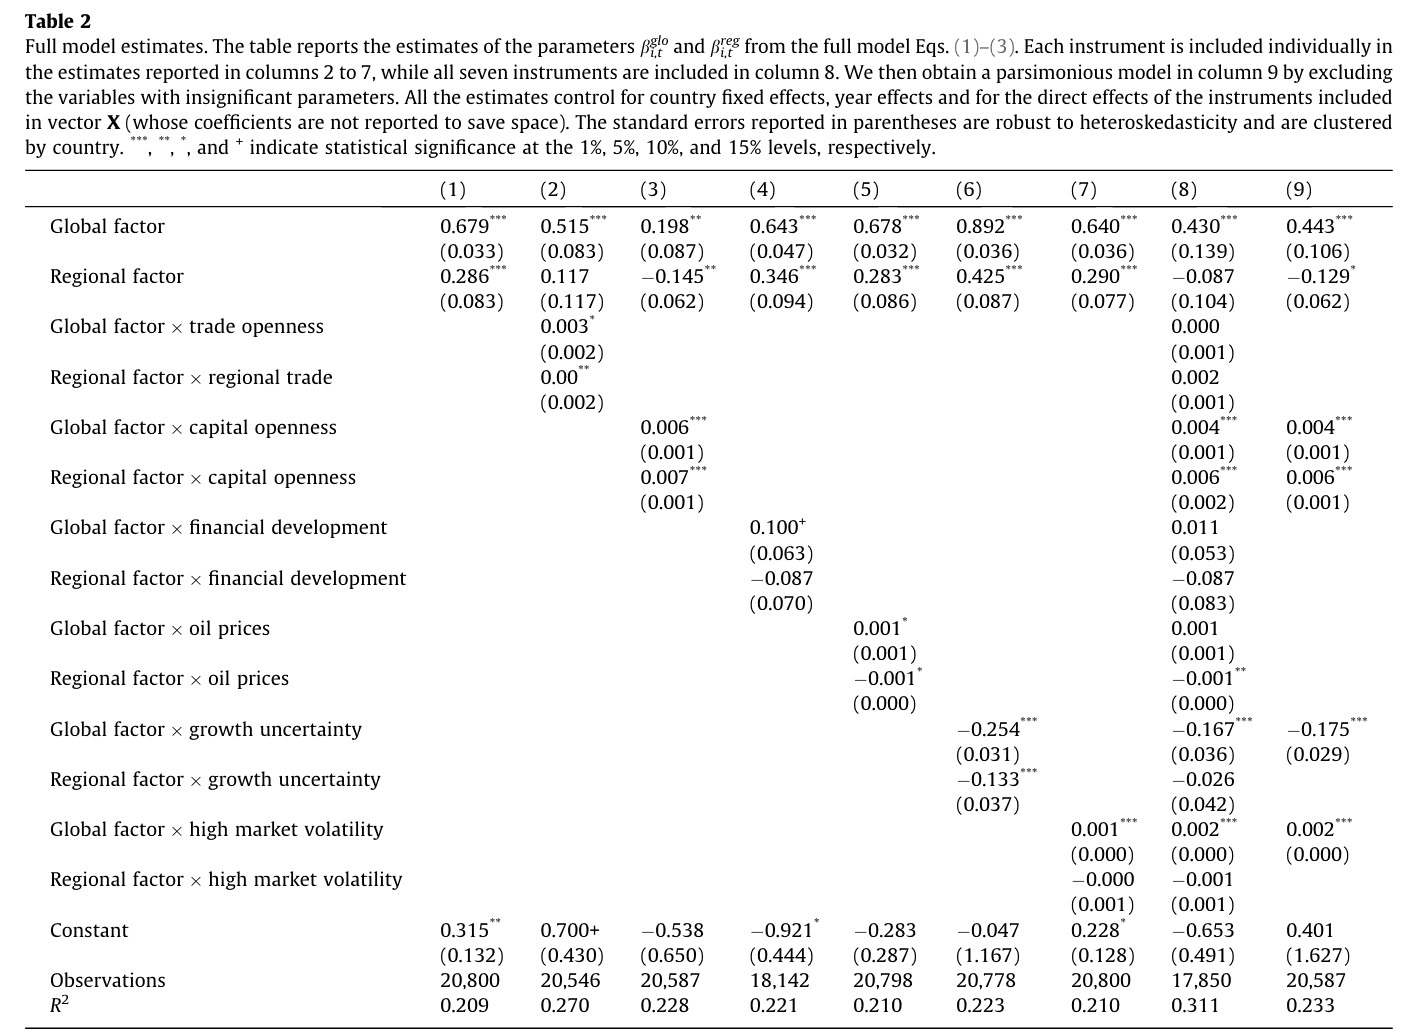 Table 2
Full model estimates. The table reports the estimates of the parameters β^glo_i,t and β^reg_i,t from the full model Eqs. (1)–(3). Each instrument is included individually in
the estimates reported in columns 2 to 7, while all seven instruments are included in column 8. We then obtain a parsimonious model in column 9 by excluding
the variables with insignificant parameters. All the estimates control for country fixed effects, year effects and for the direct effects of the instruments included
in vector X (whose coefficients are not reported to save space). The standard errors reported in parentheses are robust to heteroskedasticity and are clustered
by country. ***, **, *, and + indicate statistical significance at the 1%, 5%, 10%, and 15% levels, respectively.
(1) (2) (3) (4) (5) (6) (7) (8) (9)
Global factor 0.679*** 0.515*** 0.198** 0.643*** 0.678*** 0.892*** 0.640*** 0.430*** 0.443***
(0.033) (0.083) (0.087) (0.047) (0.032) (0.036) (0.036) (0.139) (0.106)
Regional factor 0.286*** 0.117 −0.145** 0.346*** 0.283*** 0.425*** 0.290*** −0.087 −0.129*
(0.083) (0.117) (0.062) (0.094) (0.086) (0.087) (0.077) (0.104) (0.062)
Global factor × trade openness 0.003* 0.000
(0.002) (0.001)
Regional factor × regional trade 0.00** 0.002
(0.002) (0.001)
Global factor × capital openness 0.006*** 0.004*** 0.004***
(0.001) (0.001) (0.001)
Regional factor × capital openness 0.007*** 0.006*** 0.006***
(0.001) (0.002) (0.001)
Global factor × financial development 0.100+ 0.011
(0.063) (0.053)
Regional factor × financial development −0.087 −0.087
(0.070) (0.083)
Global factor × oil prices 0.001* 0.001
(0.001) (0.001)
Regional factor × oil prices −0.001* −0.001**
(0.000) (0.000)
Global factor × growth uncertainty −0.254*** −0.167*** −0.175***
(0.031) (0.036) (0.029)
Regional factor × growth uncertainty −0.133*** −0.026
(0.037) (0.042)
Global factor × high market volatility 0.001*** 0.002*** 0.002***
(0.000) (0.000) (0.000)
Regional factor × high market volatility −0.000 −0.001
(0.001) (0.001)
Constant 0.315** 0.700+ −0.538 −0.921* −0.283 −0.047 0.228* −0.653 0.401
(0.132) (0.430) (0.650) (0.444) (0.287) (1.167) (0.128) (0.491) (1.627)
Observations 20,800 20,546 20,587 18,142 20,798 20,778 20,800 17,850 20,587
R² 0.209 0.270 0.228 0.221 0.210 0.223 0.210 0.311 0.233